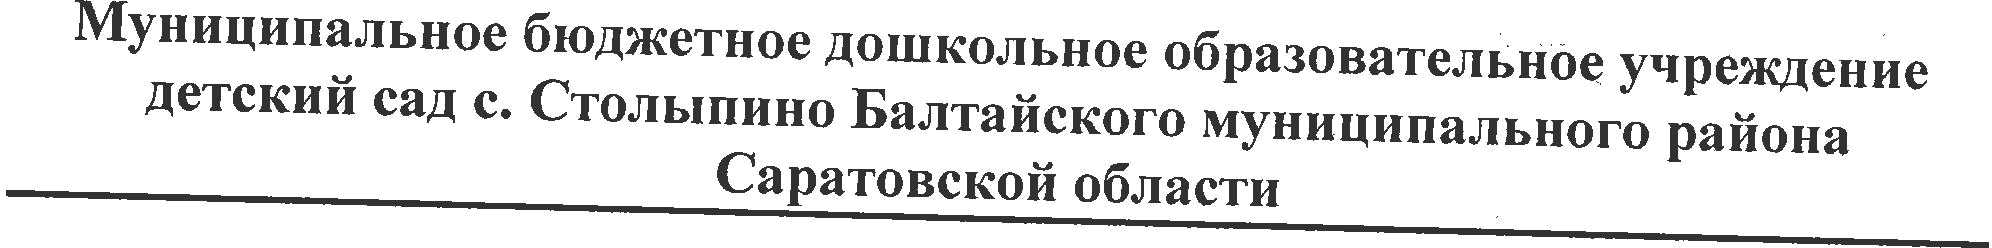 Муниципальное бюджетное дошкольное образовательное учреждение
детский сад с. Столыпино Балтайского муниципального района
Саратовской области